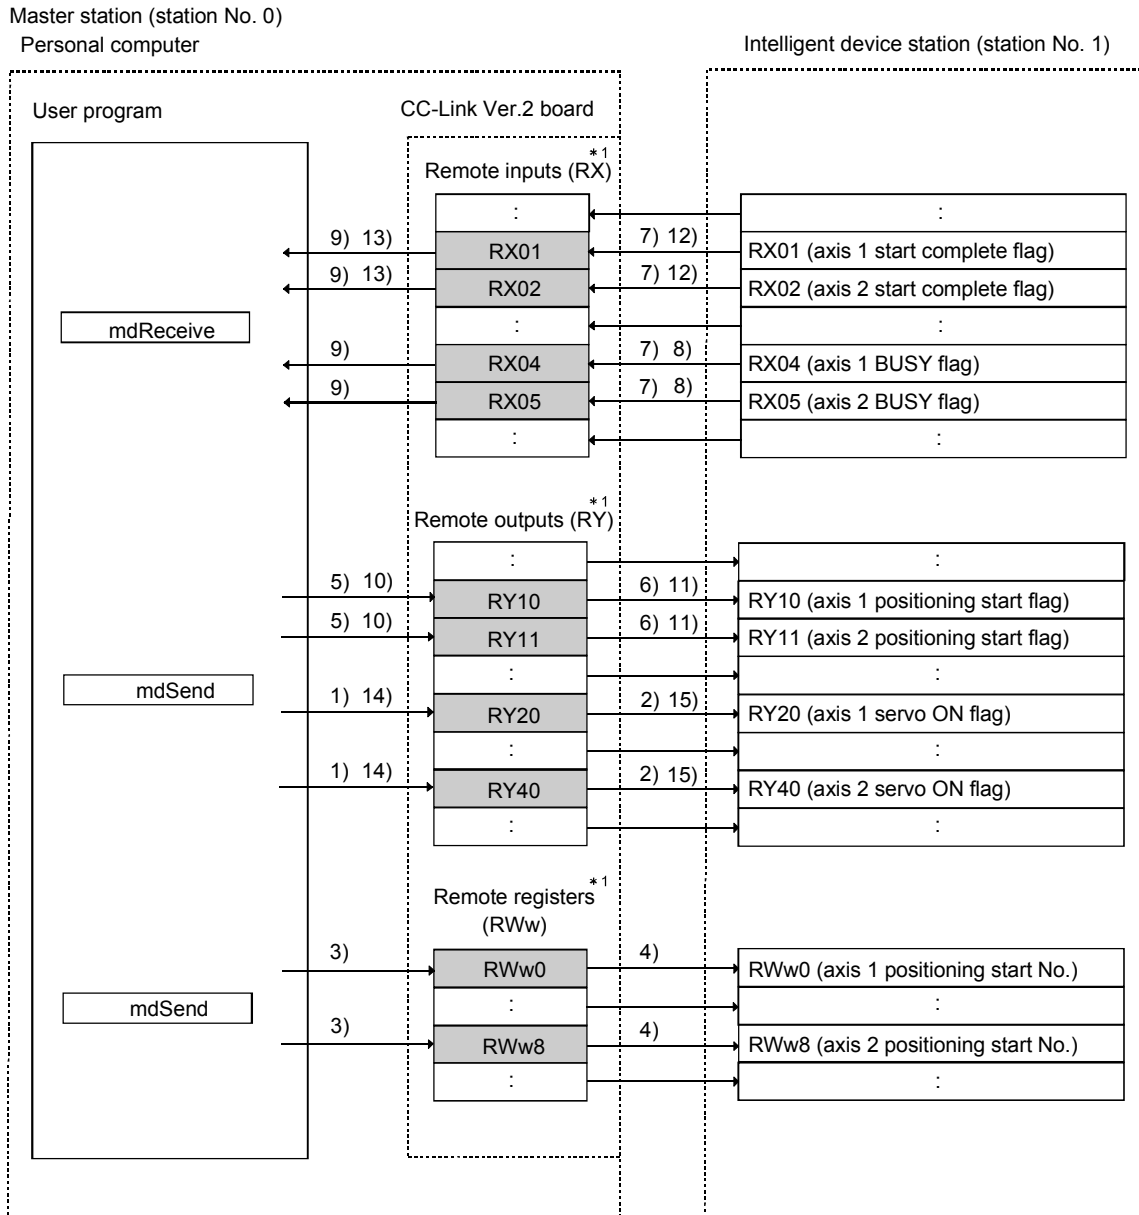 Master station (station No. 0)
Personal computer
Intelligent device station (station No. 1)
User program
CC-Link Ver.2 board
Remote inputs (RX)*1
:
:
9) 13)
RX01
7) 12)
RX01 (axis 1 start complete flag)
9) 13)
RX02
7) 12)
RX02 (axis 2 start complete flag)
mdReceive
:
:
9)
RX04
7) 8)
RX04 (axis 1 BUSY flag)
9)
RX05
7) 8)
RX05 (axis 2 BUSY flag)
:
:
Remote outputs (RY)*1
:
:
5) 10)
RY10
6) 11)
RY10 (axis 1 positioning start flag)
5) 10)
RY11
6) 11)
RY11 (axis 2 positioning start flag)
:
:
mdSend
1) 14)
RY20
2) 15)
RY20 (axis 1 servo ON flag)
:
:
1) 14)
RY40
2) 15)
RY40 (axis 2 servo ON flag)
:
:
Remote registers*1
(RWw)
3)
RWw0
4)
RWw0 (axis 1 positioning start No.)
mdSend
:
:
3)
RWw8
4)
RWw8 (axis 2 positioning start No.)
:
: